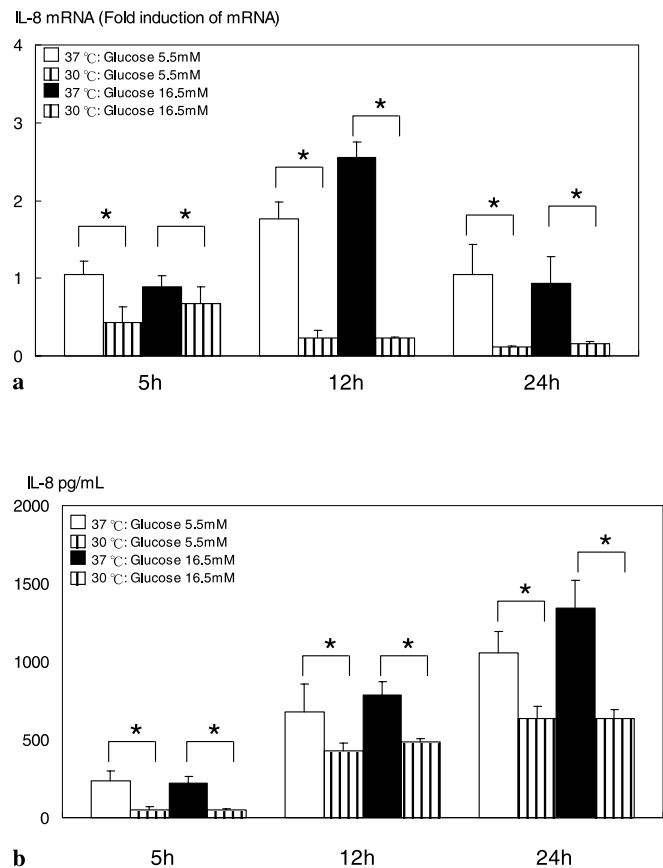 IL-8 mRNA (Fold induction of mRNA)
4
3
2
1
0
37 ℃: Glucose 5.5mM
30 ℃: Glucose 5.5mM
37 ℃: Glucose 16.5mM
30 ℃: Glucose 16.5mM
* * * * * *
a 5h 12h 24h
IL-8 pg/mL
2000
1500
1000
500
0
37 ℃: Glucose 5.5mM
30 ℃: Glucose 5.5mM
37 ℃: Glucose 16.5mM
30 ℃: Glucose 16.5mM
* * * * * *
b 5h 12h 24h